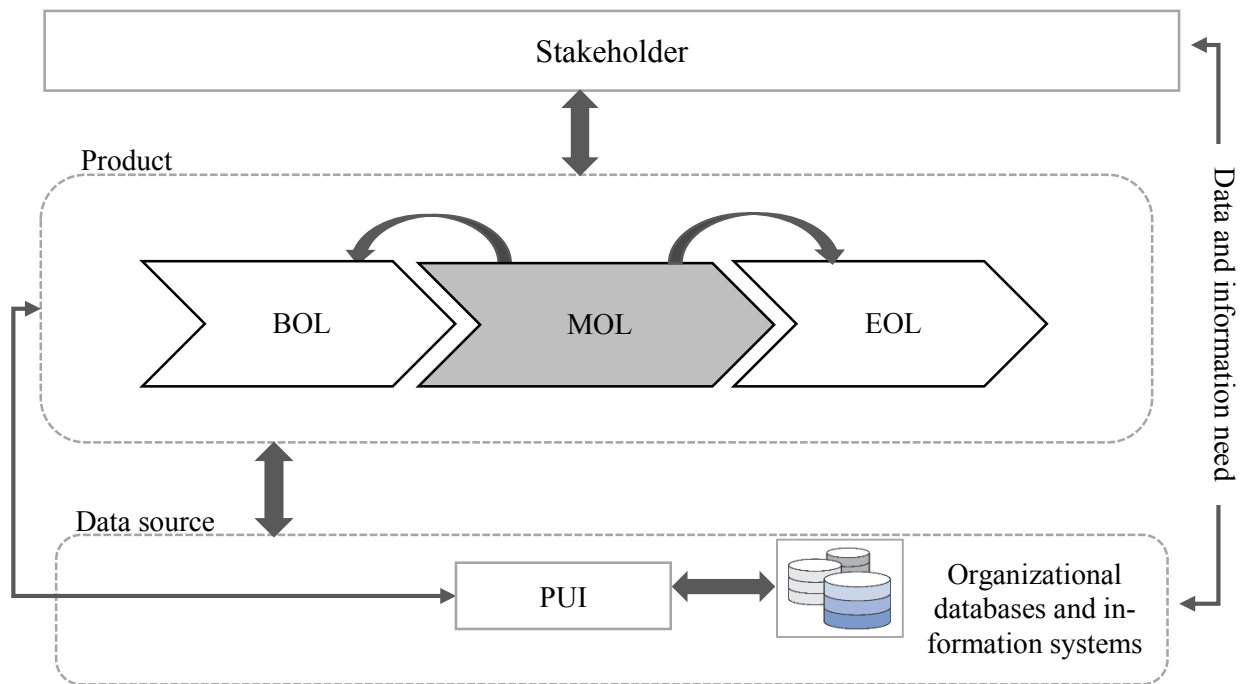 Stakeholder
Product
BOL
MOL
EOL
Data and information need
Data source
PUI
Organizational
databases and in-
formation systems